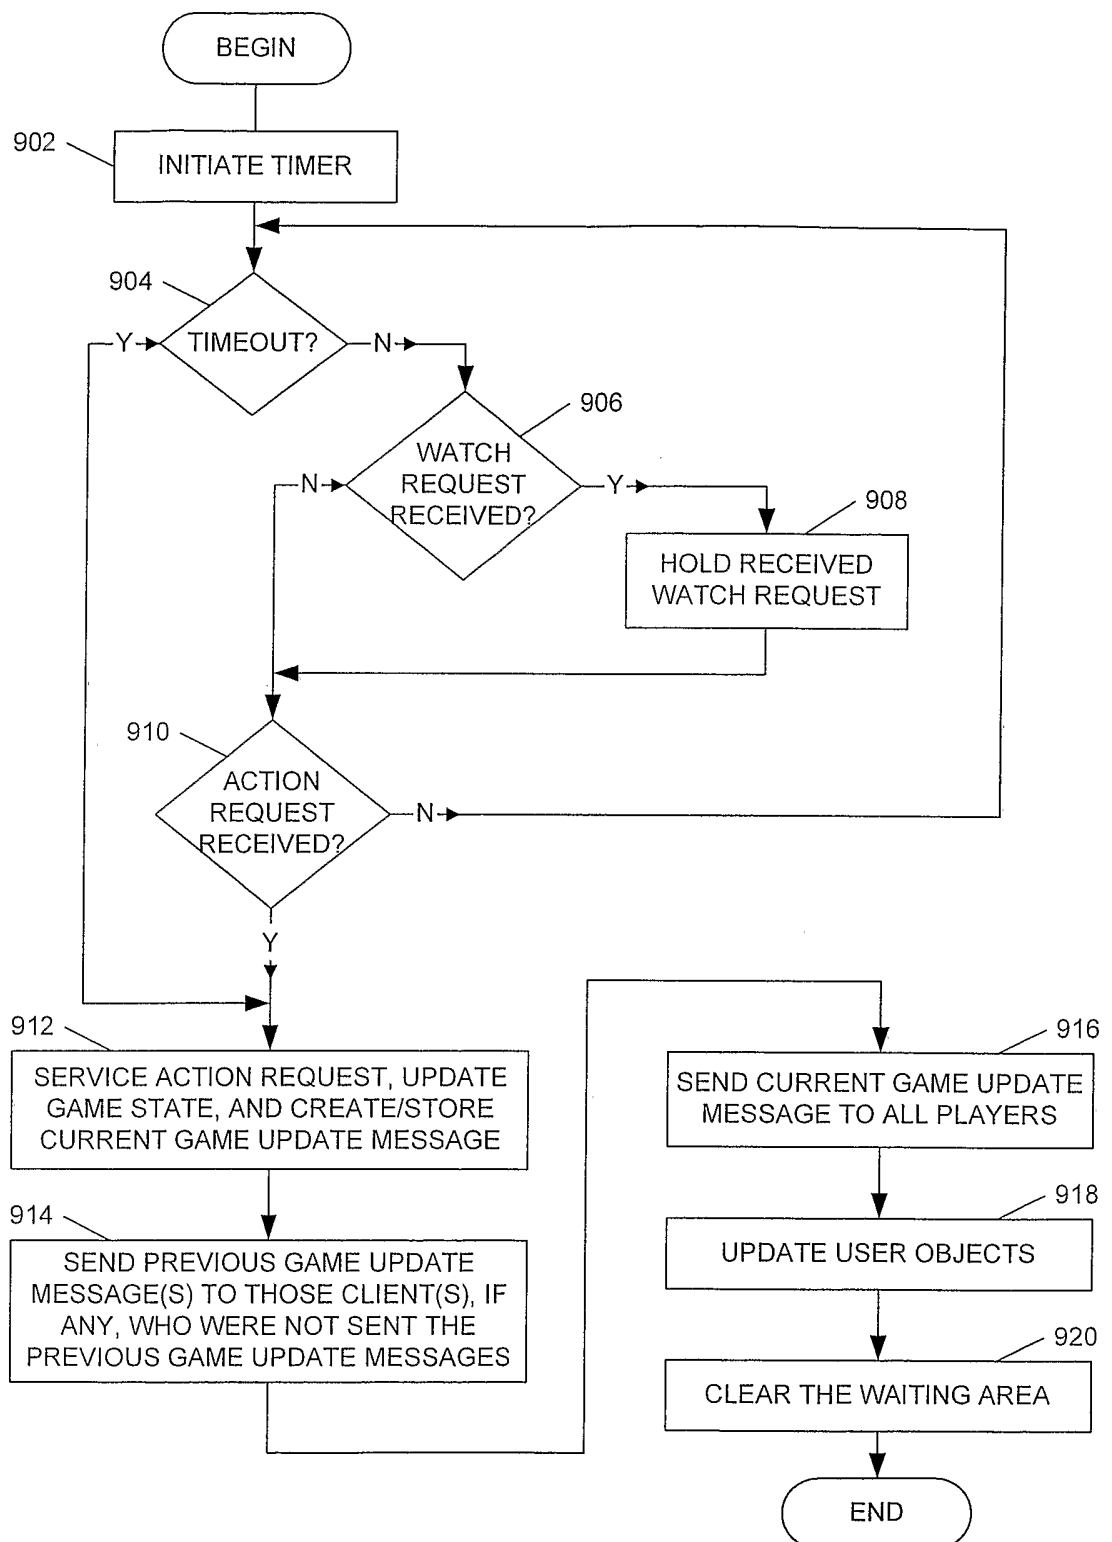 BEGIN
902
INITIATE TIMER
904
TIMEOUT?
Y
N
906
WATCH
REQUEST
RECEIVED?
N
Y
908
HOLD RECEIVED
WATCH REQUEST
910
ACTION
REQUEST
RECEIVED?
N
Y
912
SERVICE ACTION REQUEST, UPDATE
GAME STATE, AND CREATE/STORE
CURRENT GAME UPDATE MESSAGE
914
SEND PREVIOUS GAME UPDATE
MESSAGE(S) TO THOSE CLIENT(S), IF
ANY, WHO WERE NOT SENT THE
PREVIOUS GAME UPDATE MESSAGES
916
SEND CURRENT GAME UPDATE
MESSAGE TO ALL PLAYERS
918
UPDATE USER OBJECTS
920
CLEAR THE WAITING AREA
END